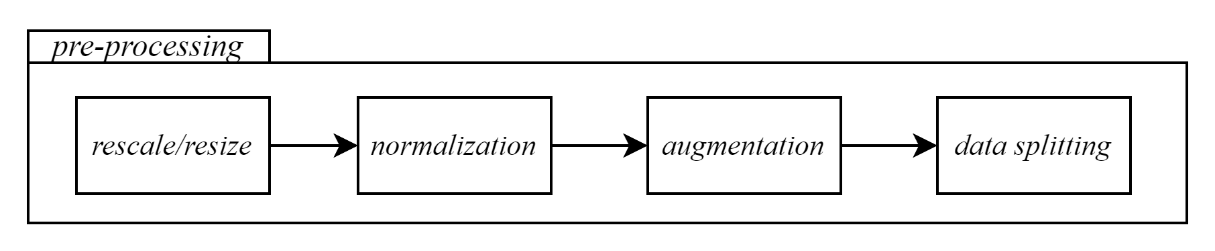 pre-processing
rescale/resize
normalization
augmentation
data splitting